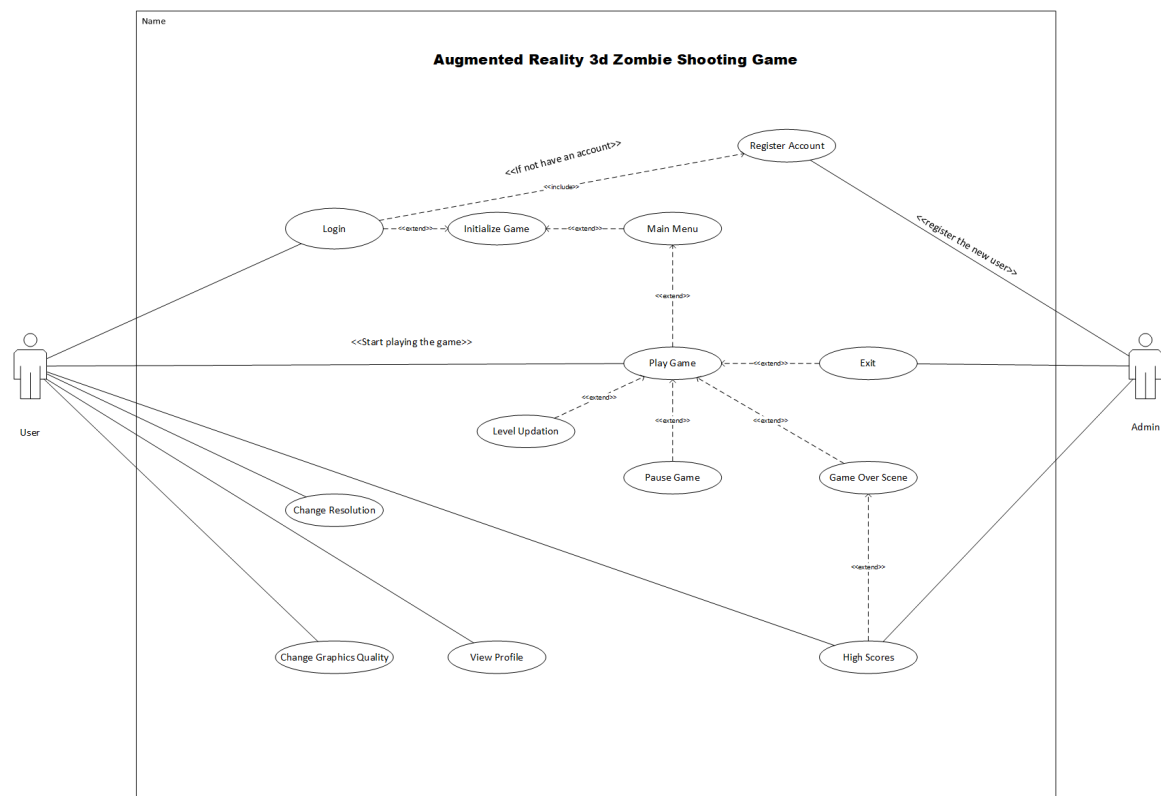 Name
Augmented Reality 3d Zombie Shooting Game
<<If not have an account>>
Register Account
<<include>>
Login
<<extend>>
Initialize Game
<<extend>>
Main Menu
<<register the new user>>
<<extend>>
<<Start playing the game>>
Play Game
<<extend>>
Exit
<<extend>>
Level Updation
<<extend>>
<<extend>>
User
Admin
Pause Game
Game Over Scene
Change Resolution
<<extend>>
Change Graphics Quality
View Profile
High Scores